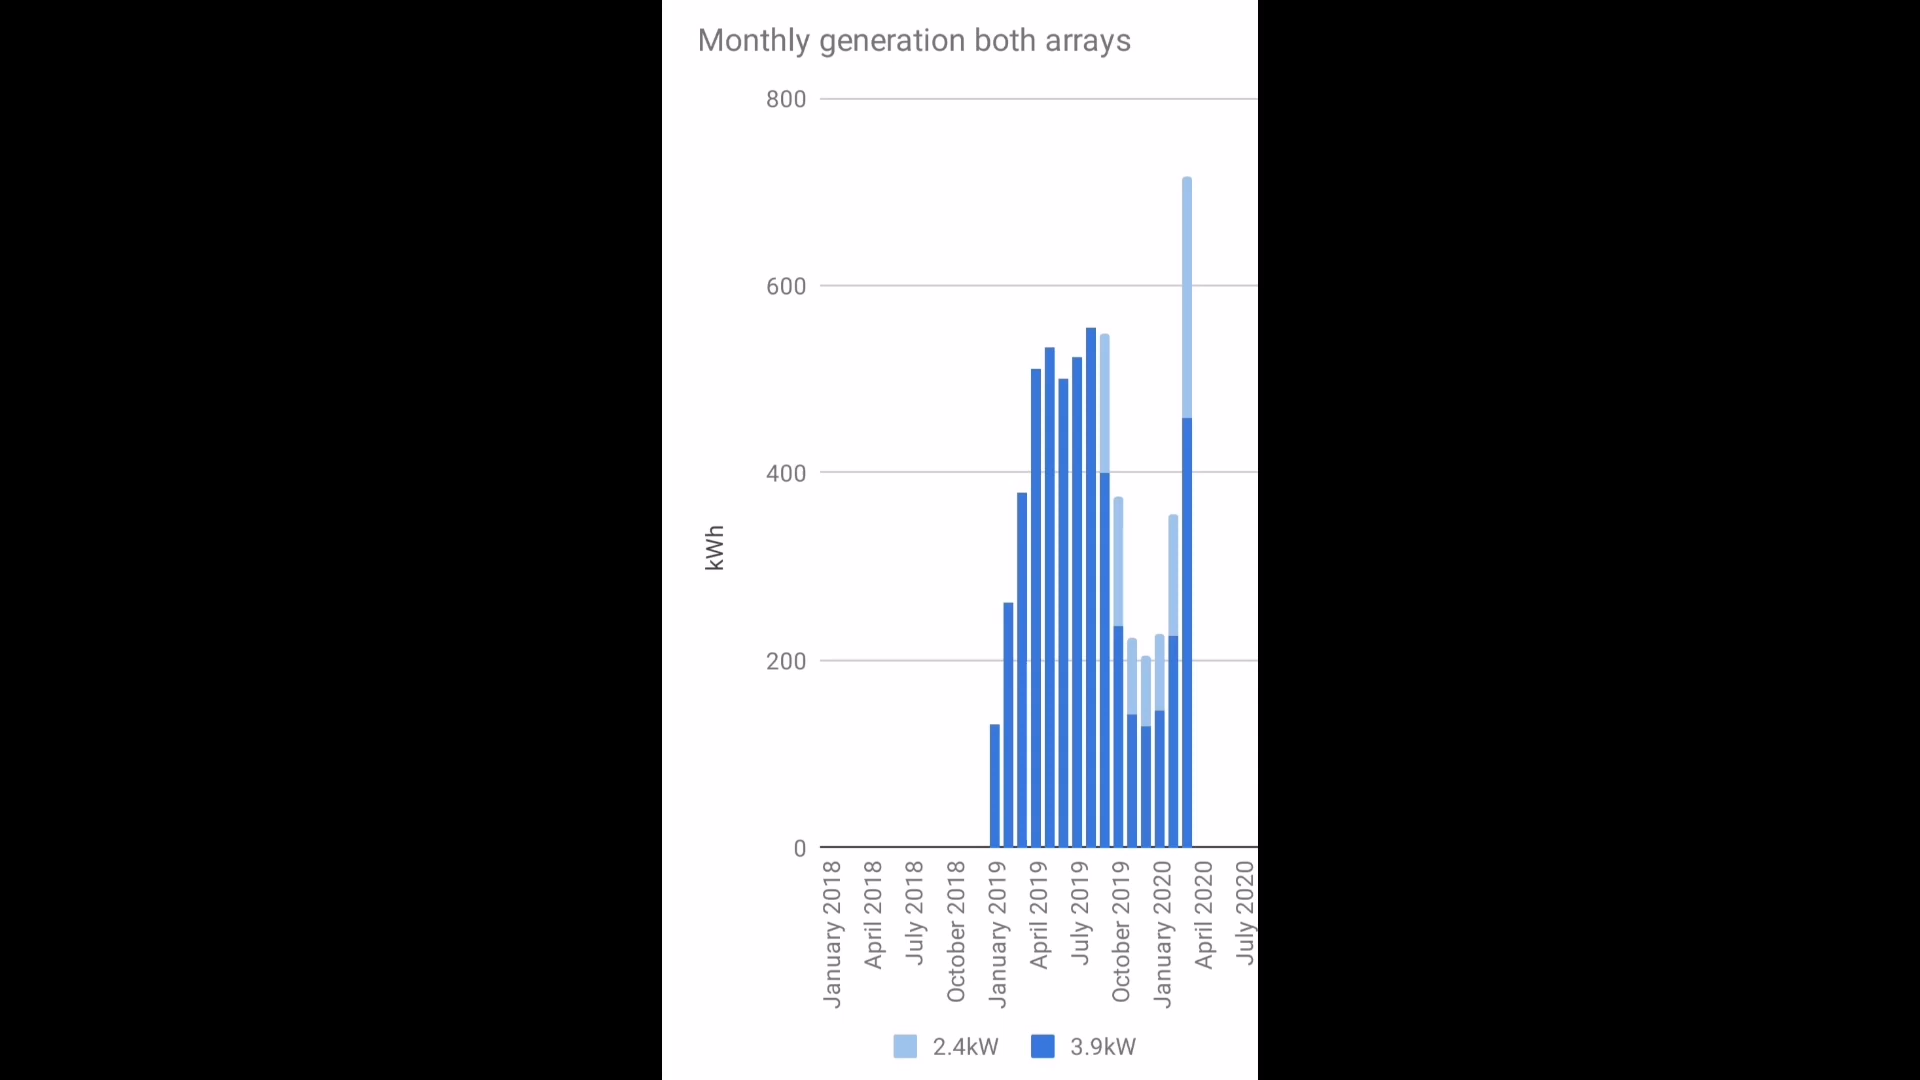 Monthly generation both arrays
800
600
400
200
0
kWh
January 2018
April 2018
July 2018
October 2018
January 2019
April 2019
July 2019
October 2019
January 2020
April 2020
July 2020
2.4kW
3.9kW